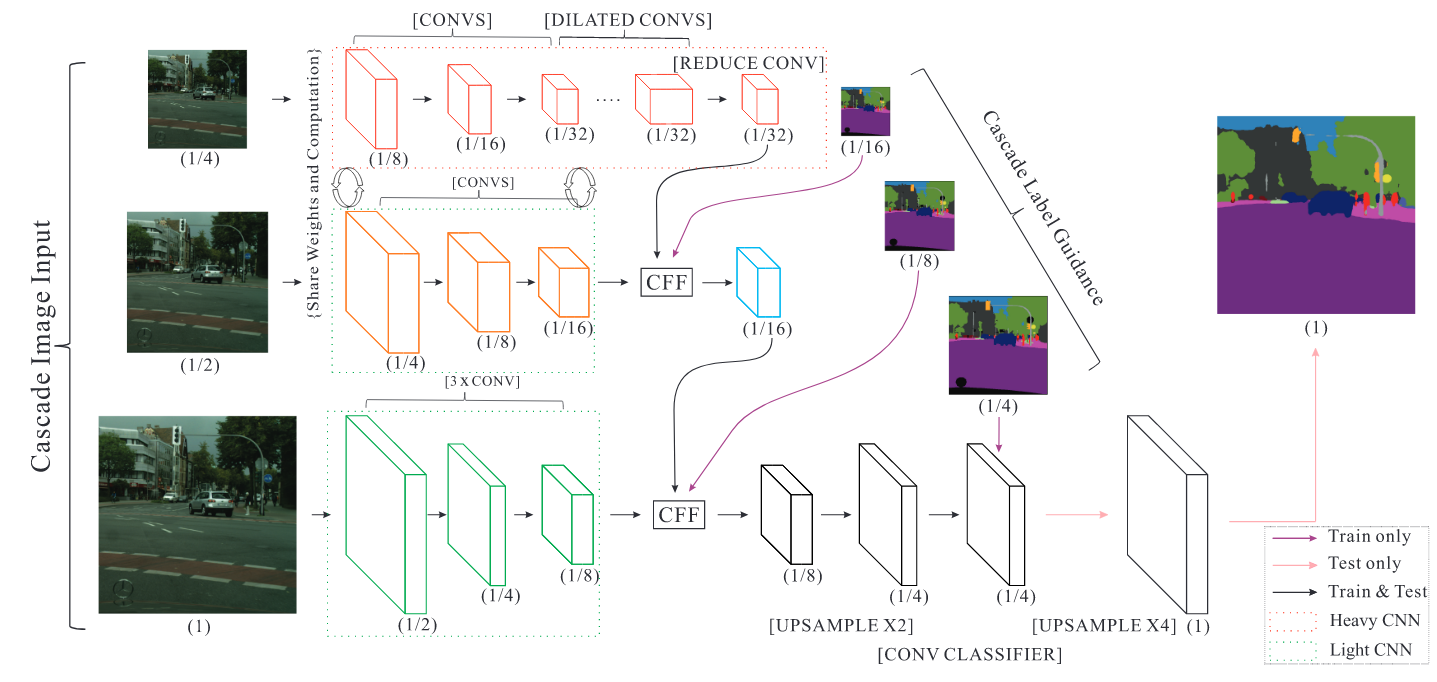 [CONVS]
[DILATED CONVS]
[REDUCE CONV]
(1/4)
(1/8)
(1/16)
(1/32)
....
(1/32)
(1/32)
(1/16)
{Share Weights and Computation}
Cascade Image Input
Cascade Label Guidance
[CONVS]
(1/2)
(1/4)
(1/8)
(1/16)
CFF
(1/16)
(1/8)
(1)
[3 X CONV]
(1)
(1/2)
(1/4)
(1/8)
CFF
(1/8)
(1/4)
(1/4)
(1/4)
[UPSAMPLE X2]
[UPSAMPLE X4] (1)
[CONV CLASSIFIER]
Train only
Test only
Train & Test
Heavy CNN
Light CNN